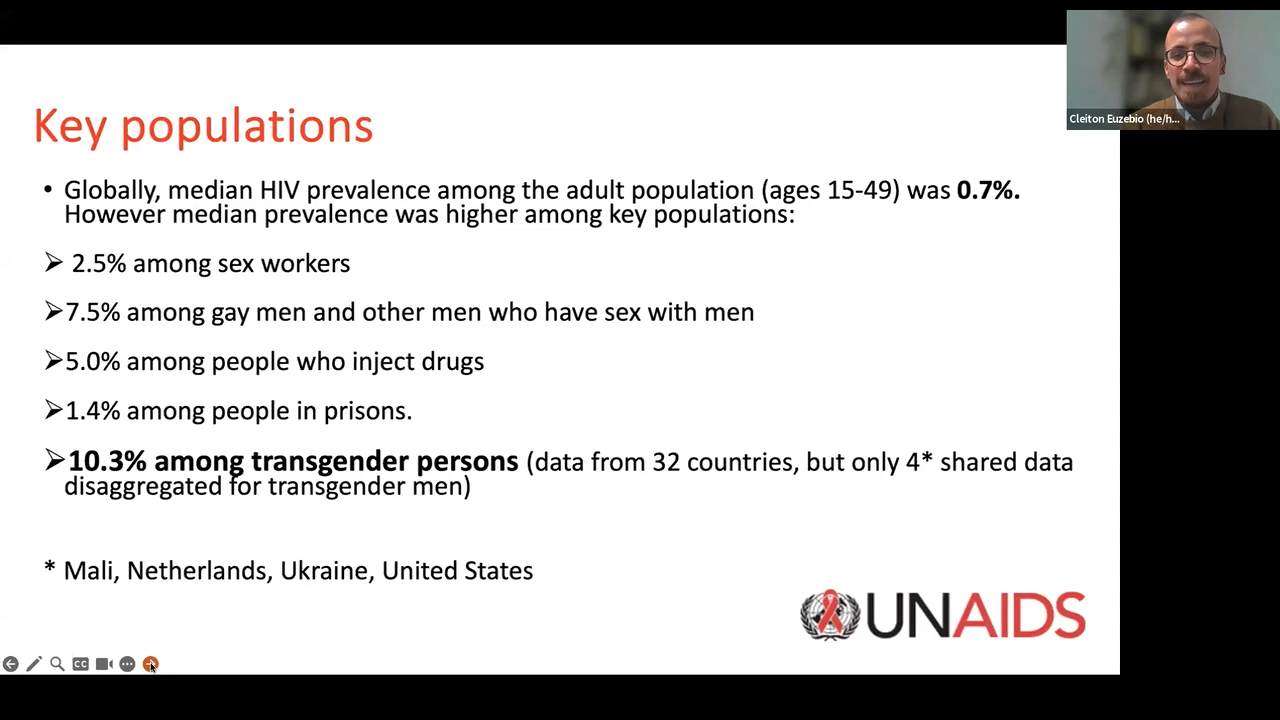 Key populations
• Globally, median HIV prevalence among the adult population (ages 15-49) was 0.7%.
However median prevalence was higher among key populations:
➢ 2.5% among sex workers
➢7.5% among gay men and other men who have sex with men
➢5.0% among people who inject drugs
➢1.4% among people in prisons.
➢10.3% among transgender persons (data from 32 countries, but only 4* shared data
disaggregated for transgender men)
* Mali, Netherlands, Ukraine, United States
UNAIDS
CC
Cleiton Euzebio (he/h...